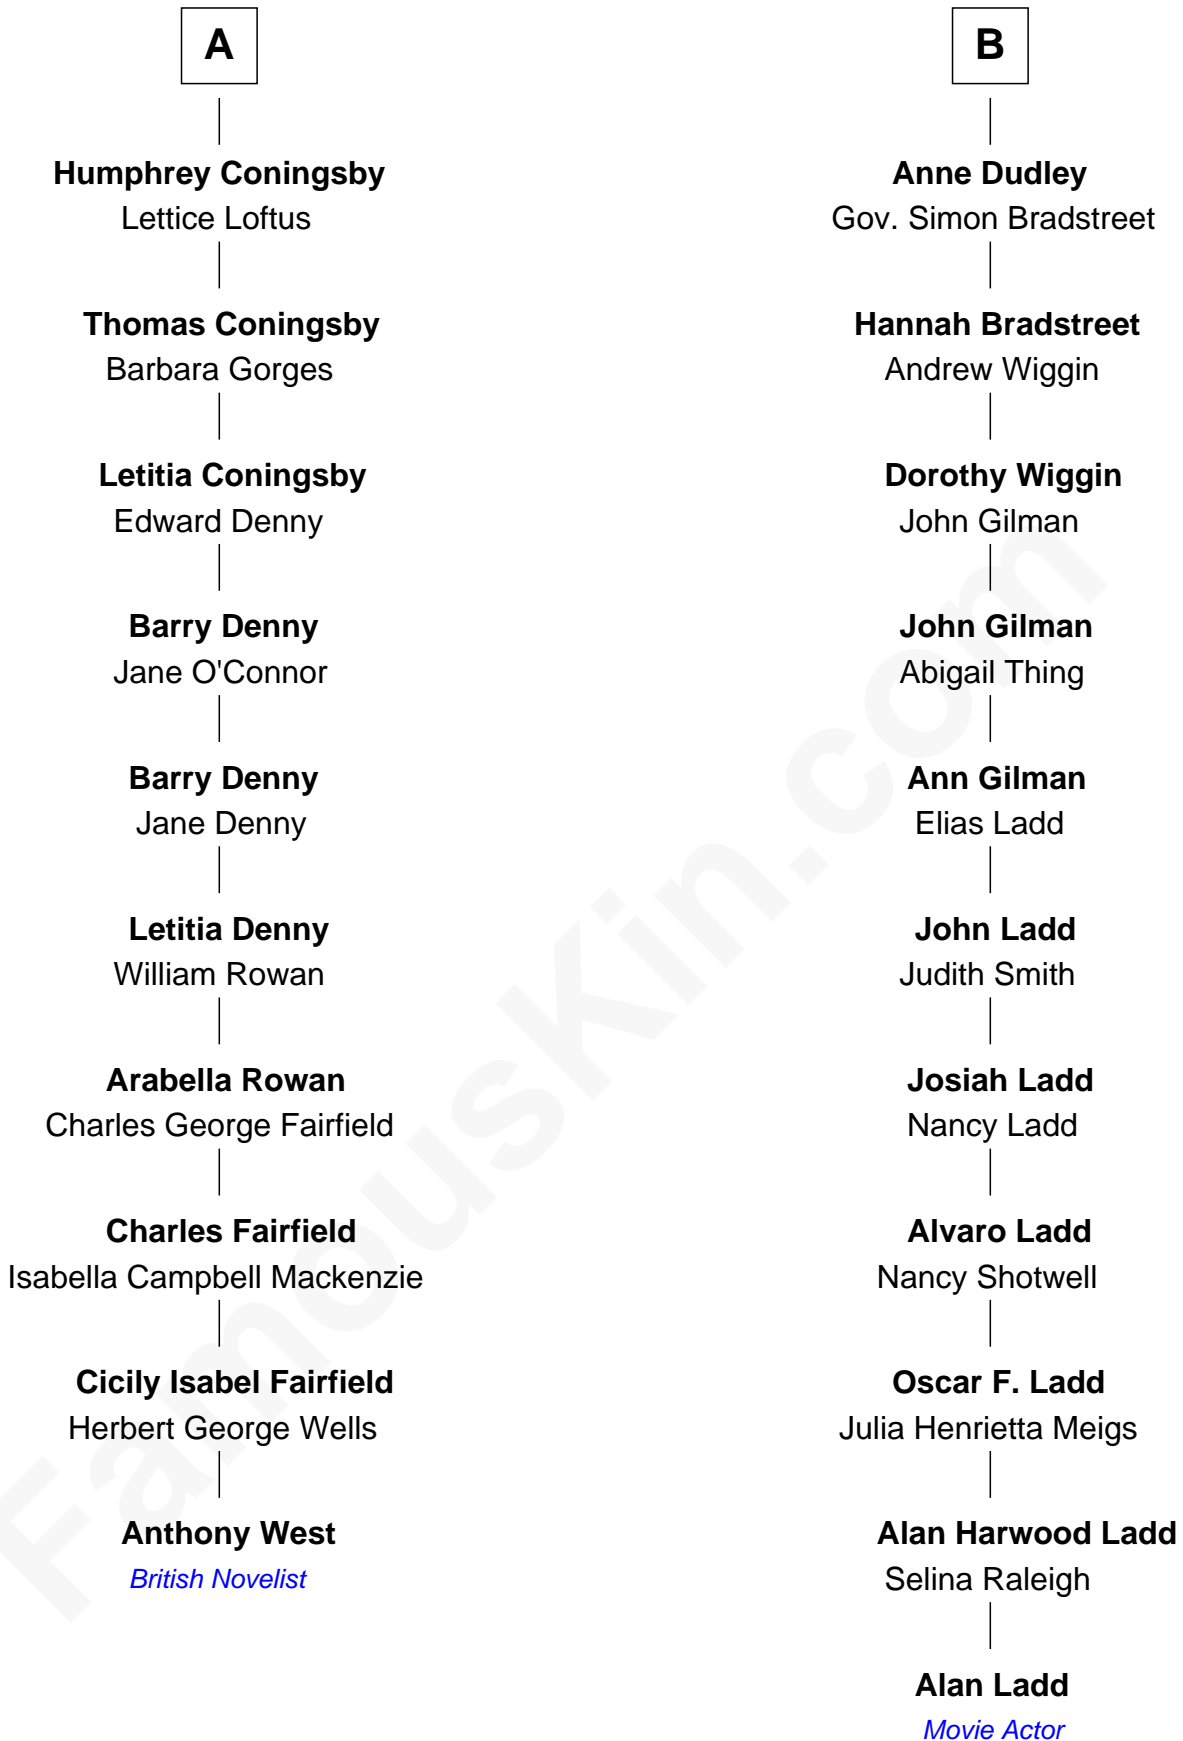 A
Humphrey Coningsby
Lettice Loftus
Thomas Coningsby
Barbara Gorges
Letitia Coningsby
Edward Denny
Barry Denny
Jane O'Connor
Barry Denny
Jane Denny
Letitia Denny
William Rowan
Arabella Rowan
Charles George Fairfield
Charles Fairfield
Isabella Campbell Mackenzie
Cicily Isabel Fairfield
Herbert George Wells
Anthony West
British Novelist
B
Anne Dudley
Gov. Simon Bradstreet
Hannah Bradstreet
Andrew Wiggin
Dorothy Wiggin
John Gilman
John Gilman
Abigail Thing
Ann Gilman
Elias Ladd
John Ladd
Judith Smith
Josiah Ladd
Nancy Ladd
Alvaro Ladd
Nancy Shotwell
Oscar F. Ladd
Julia Henrietta Meigs
Alan Harwood Ladd
Selina Raleigh
Alan Ladd
Movie Actor
FamousKin.com